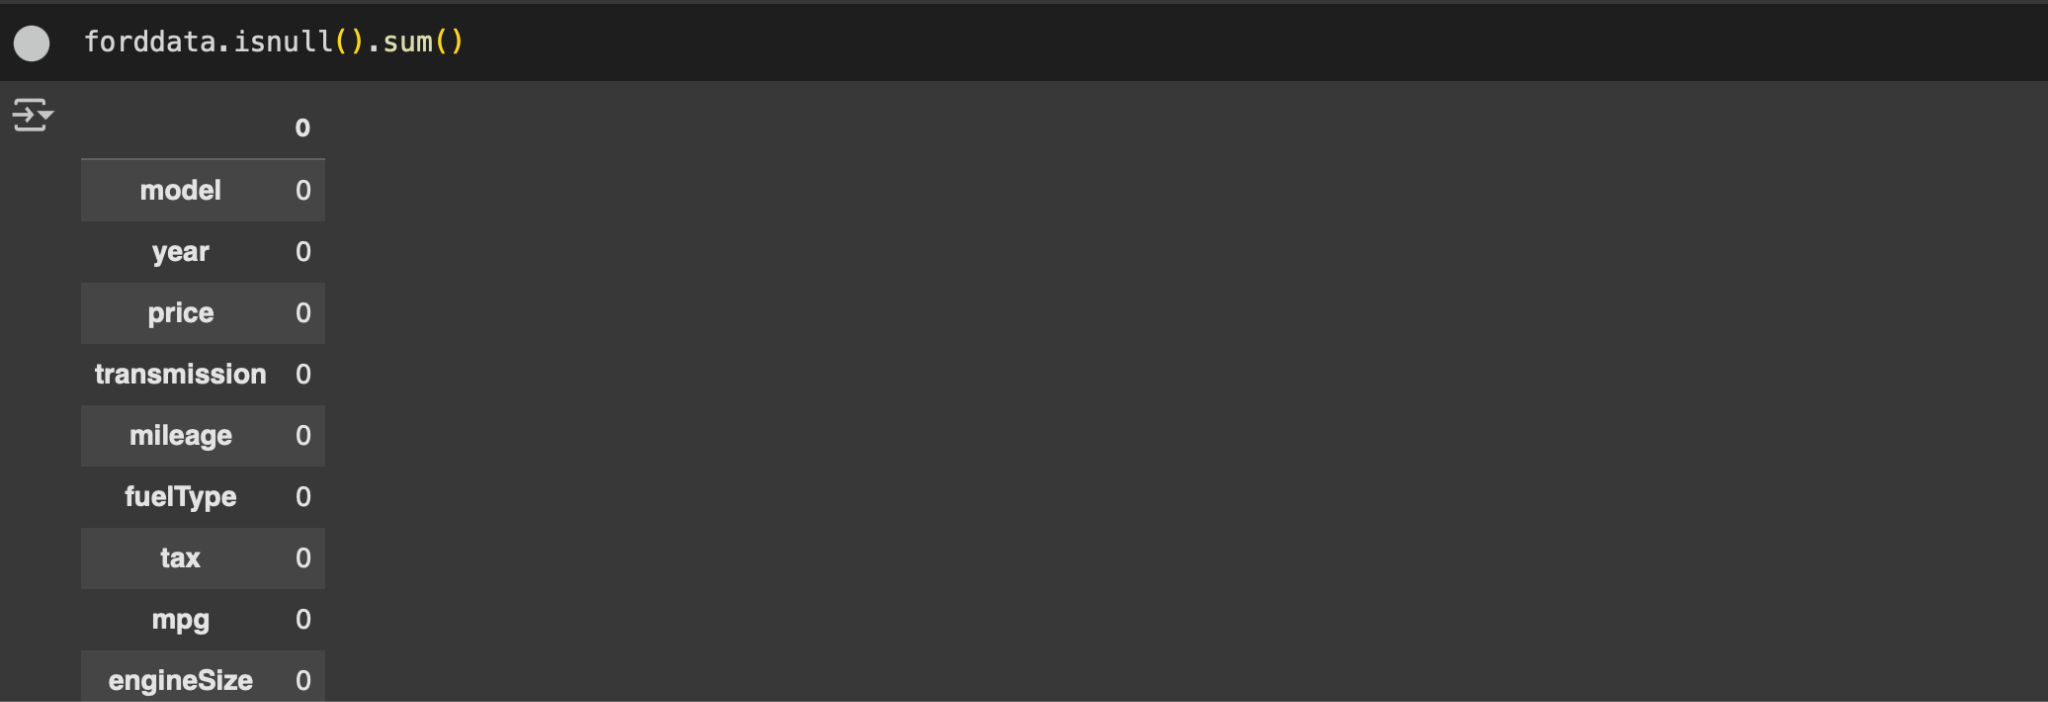 forddata.isnull().sum()
0
model 0
year 0
price 0
transmission 0
mileage 0
fuelType 0
tax 0
mpg 0
engineSize 0